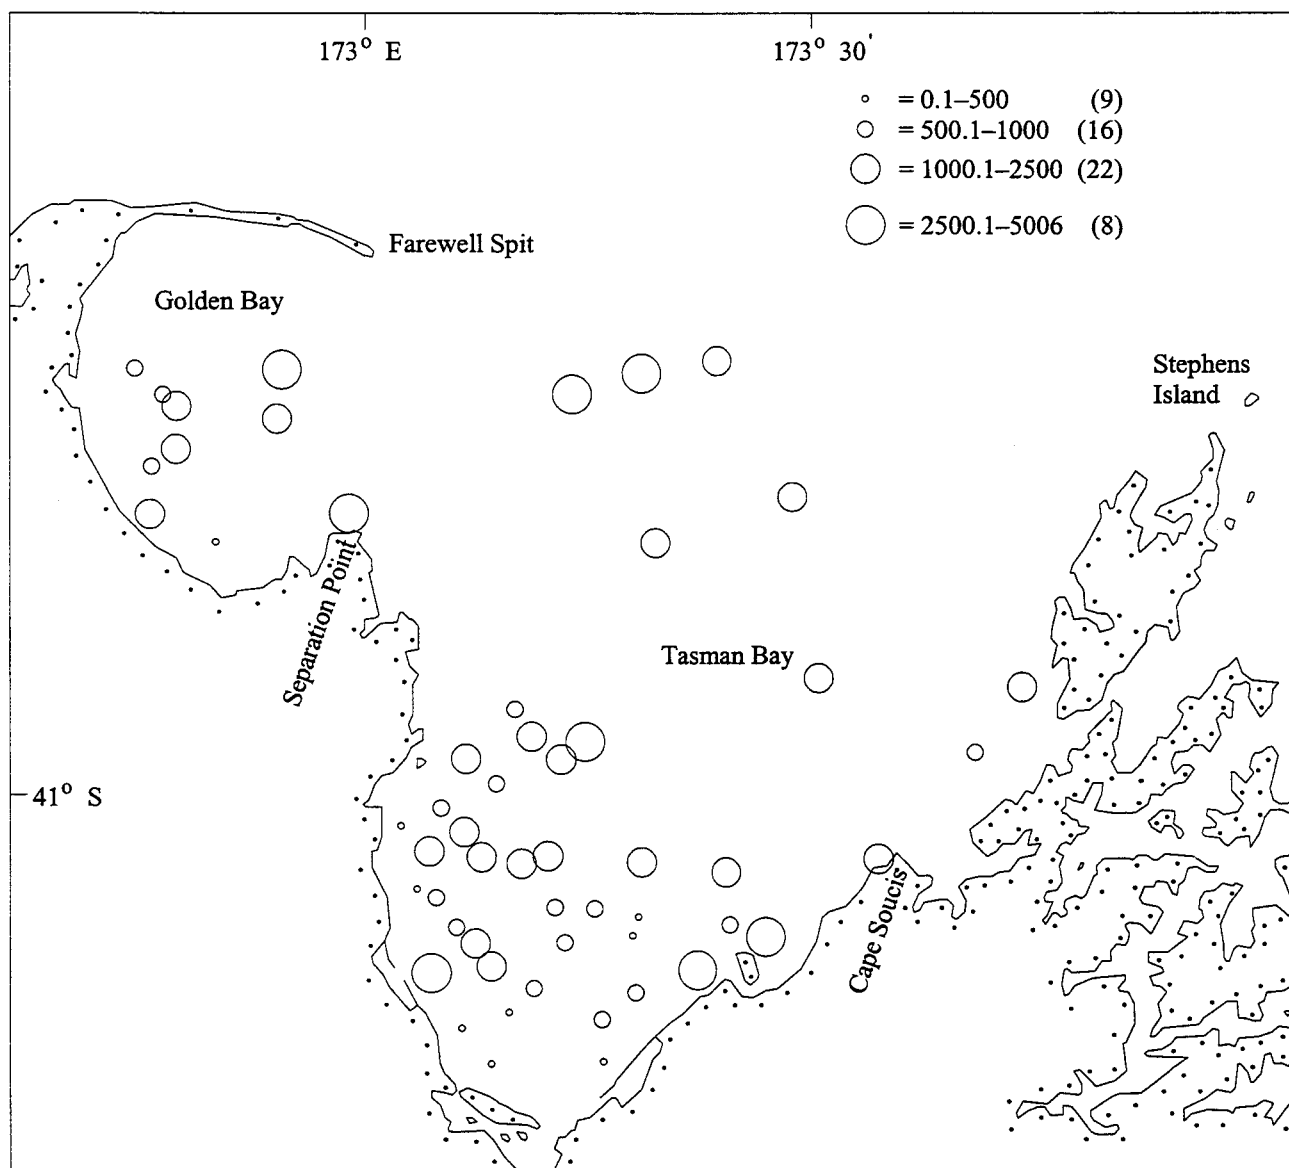 173° E
173° 30'
= 0.1–500 (9)
= 500.1–1000 (16)
= 1000.1–2500 (22)
= 2500.1–5006 (8)
Farewell Spit
Golden Bay
Stephens
Island
Separation Point
Tasman Bay
41° S
Cape Soucis